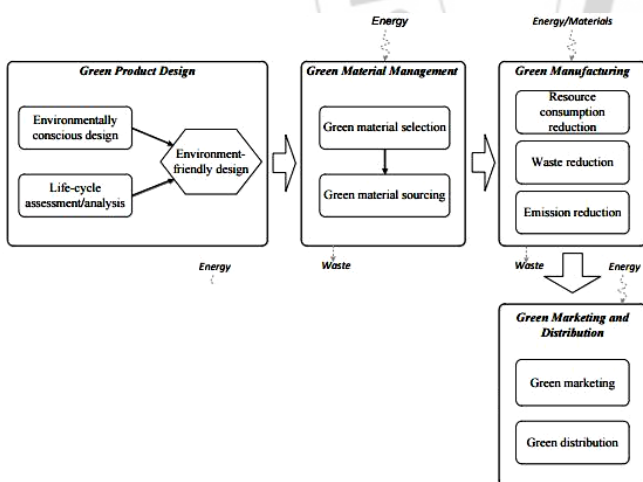 Energy
Energy/Materials
Green Product Design
Environmentally
conscious design
Life-cycle
assessment/analysis
Environment-
friendly design
Green Material Management
Green material selection
Green material sourcing
Green Manufacturing
Resource
consumption
reduction
Waste reduction
Emission reduction
Energy
Waste
Waste
Energy
Green Marketing and
Distribution
Green marketing
Green distribution